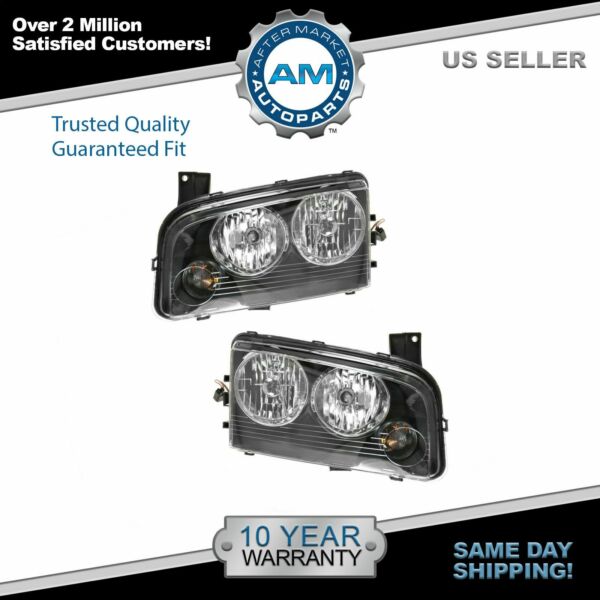 Over 2 Million
Satisfied Customers!
AFTER MARKET
AM
AUTOPARTS
TM
US SELLER
Trusted Quality
Guaranteed Fit
10 YEAR
WARRANTY
SAME DAY
SHIPPING!